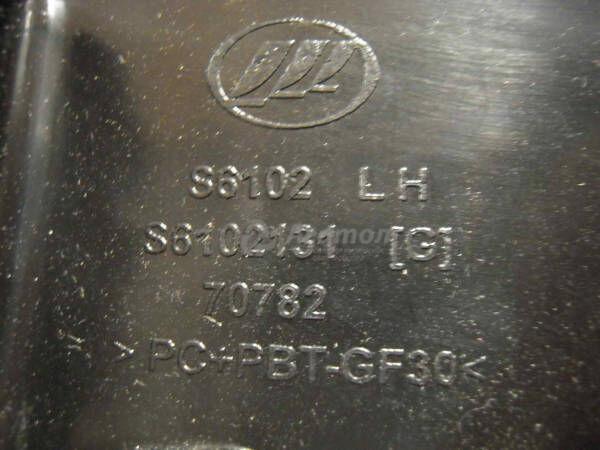 S6102 LH
S6102131 [G]
70782
>PC+PBT-GF30<